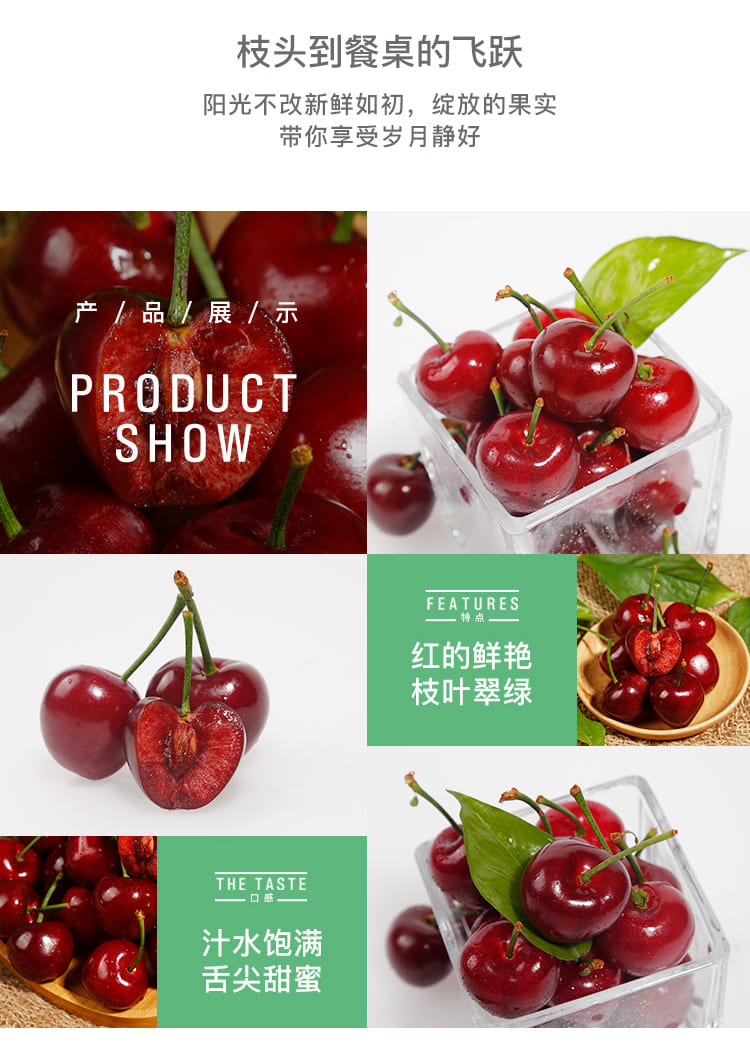 枝头到餐桌的飞跃
阳光不改新鲜如初，绽放的果实
带你享受岁月静好
产/品/展/示
PRODUCT
SHOW
FEATURES
特点
红的鲜艳
枝叶翠绿
THE TASTE
口感
汁水饱满
舌尖甜蜜